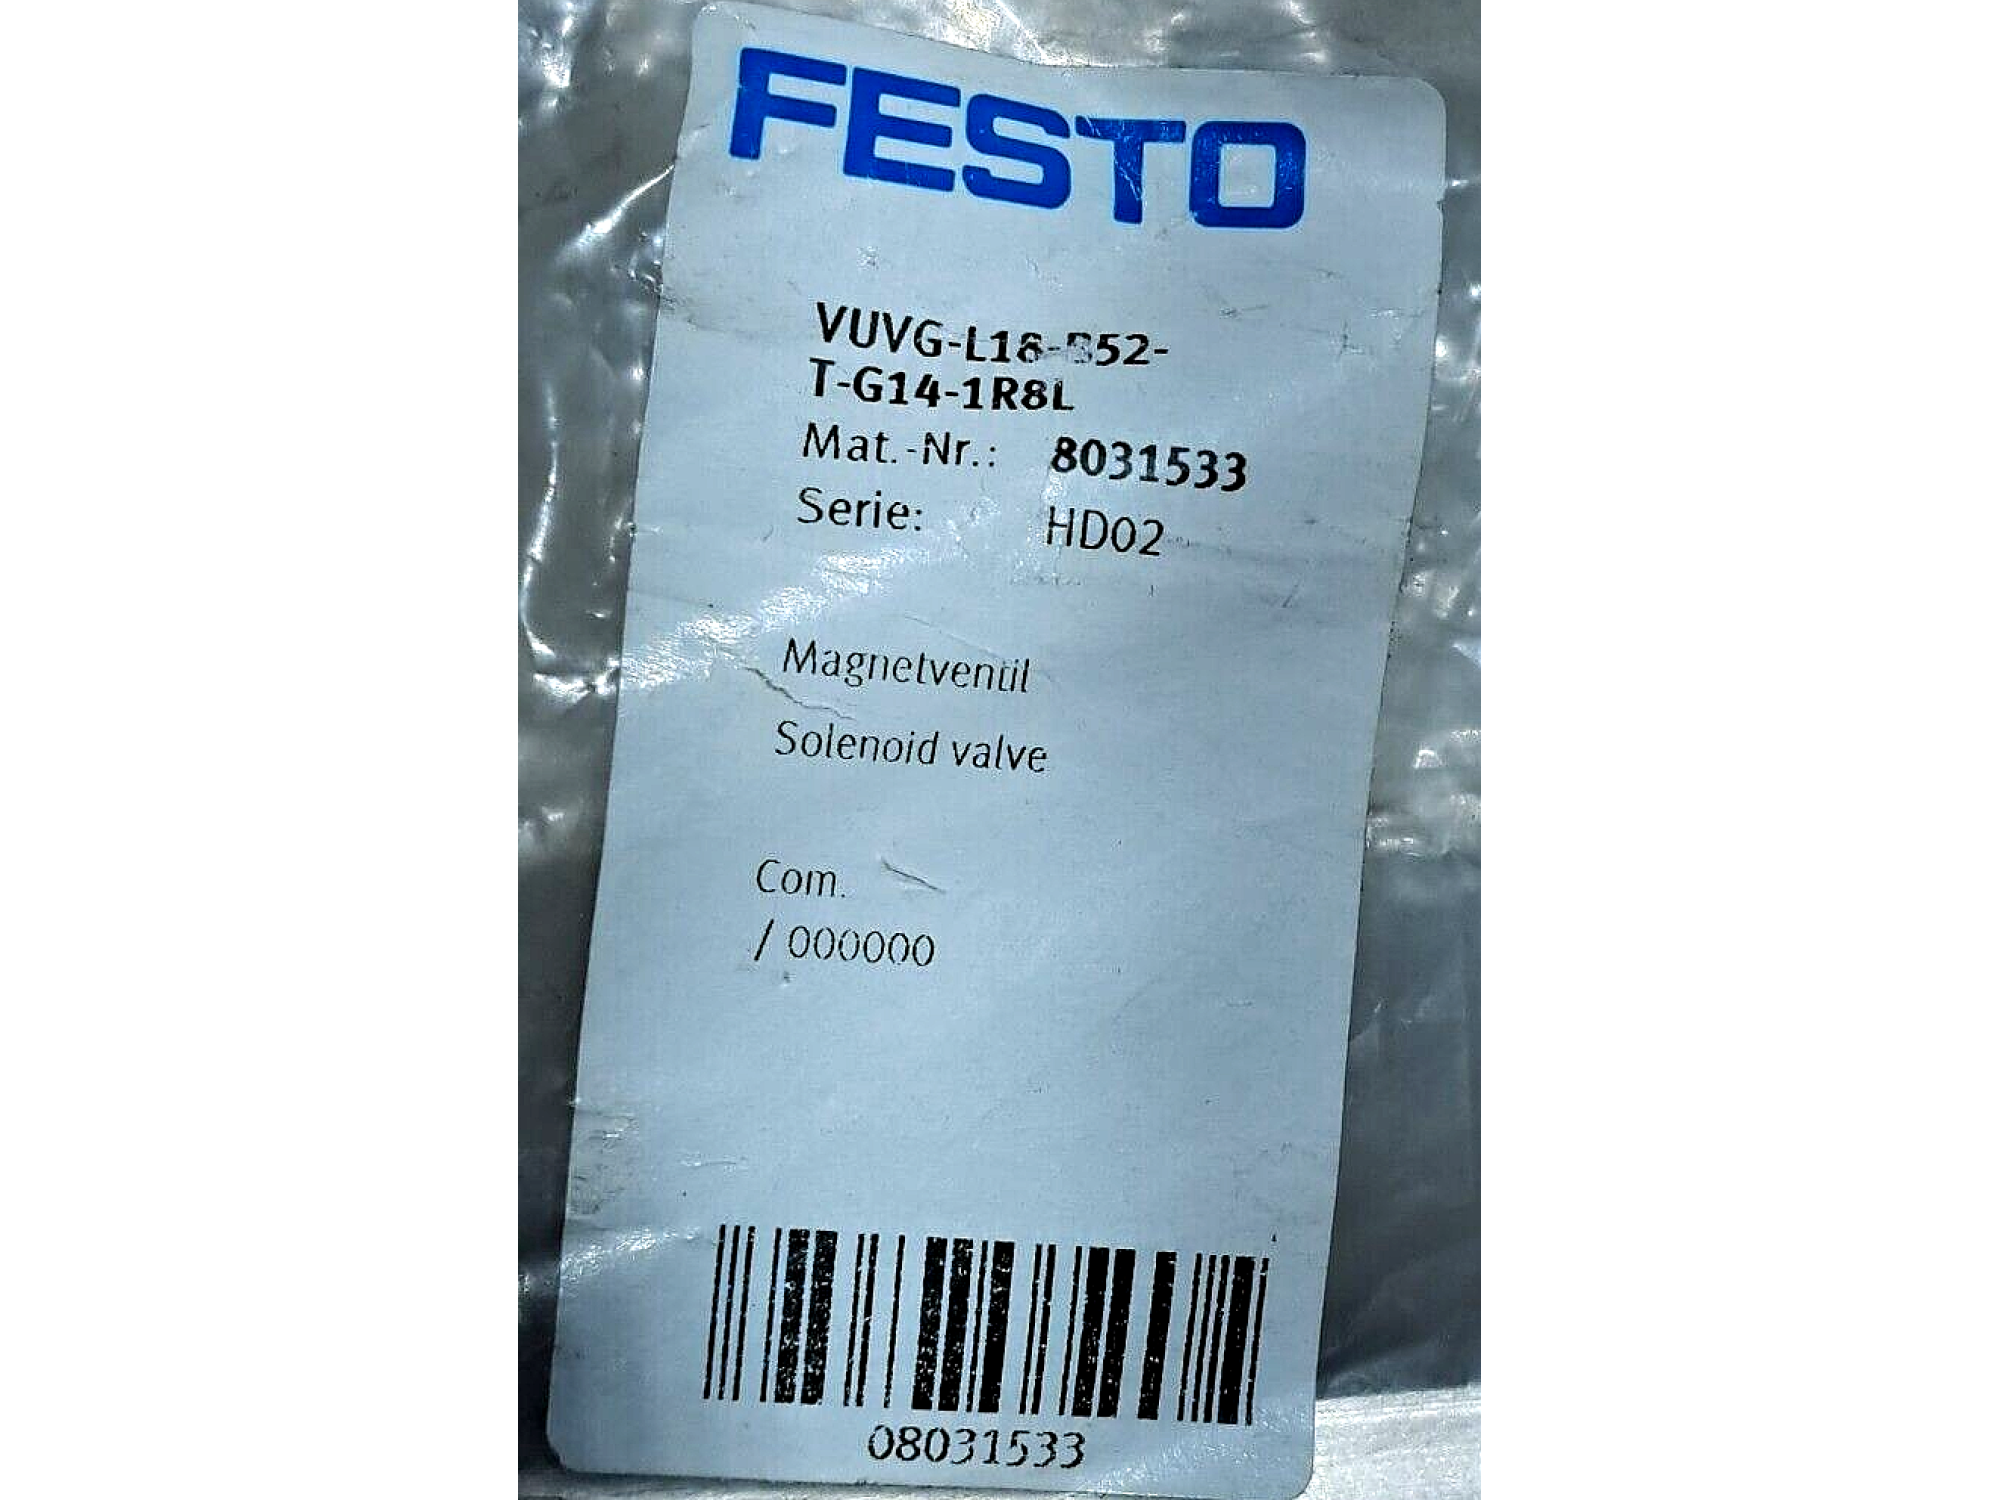 FESTO
VUVG-L18-B52-
T-G14-1R8L
Mat.-Nr.: 8031533
Serie: HD02
Magnetventil
Solenoid valve
Com.
/ 000000
08031533